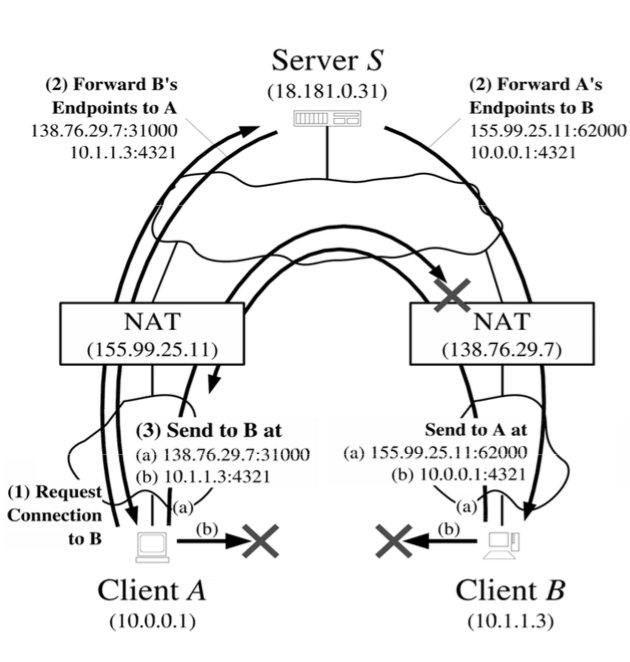 Server S
(18.181.0.31)
(2) Forward B's
Endpoints to A
138.76.29.7:31000
10.1.1.3:4321
(2) Forward A's
Endpoints to B
155.99.25.11:62000
10.0.0.1:4321
NAT
(155.99.25.11)
NAT
(138.76.29.7)
(3) Send to B at
(a) 138.76.29.7:31000
(b) 10.1.1.3:4321
Send to A at
(a) 155.99.25.11:62000
(b) 10.0.0.1:4321
(1) Request
Connection
to B
(a)
(b)
(a)
(b)
Client A
(10.0.0.1)
Client B
(10.1.1.3)